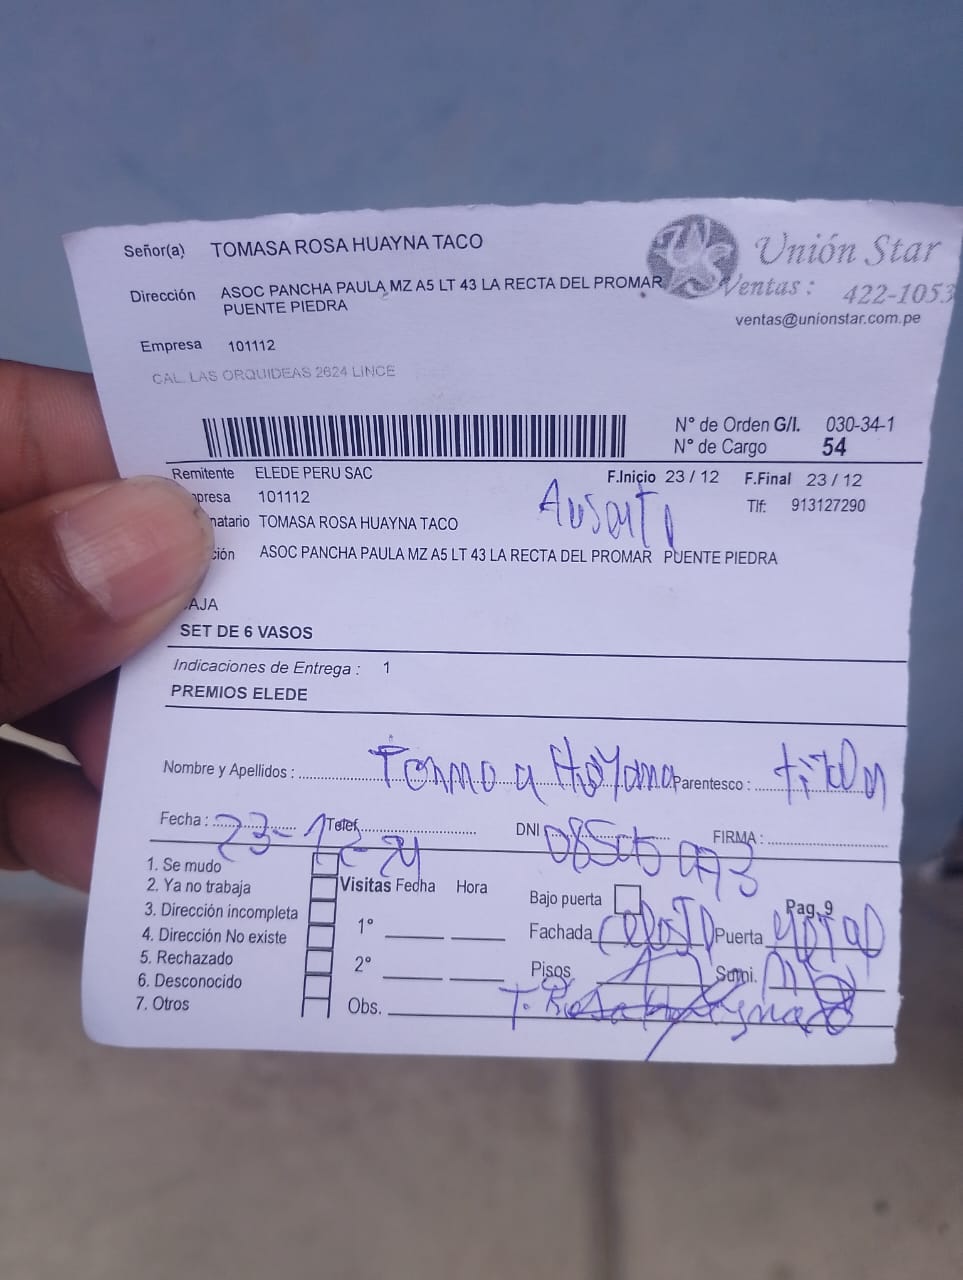 Señor(a) TOMASA ROSA HUAYNA TACO
Unión Star
Dirección ASOC PANCHA PAULA MZ A5 LT 43 LA RECTA DEL PROMAR
PUENTE PIEDRA
Ventas: 422-1053
ventas@unionstar.com.pe
Empresa 101112
CAL. LAS ORQUIDEAS 2624 LINCE
N° de Orden G/I. 030-34-1
N° de Cargo 54
Remitente ELEDE PERU SAC
F.Inicio 23 / 12 F.Final 23 / 12
presa 101112
Tlf: 913127290
natario TOMASA ROSA HUAYNA TACO
ión ASOC PANCHA PAULA MZ A5 LT 43 LA RECTA DEL PROMAR PUENTE PIEDRA
AJA
SET DE 6 VASOS
Indicaciones de Entrega : 1
PREMIOS ELEDE
Nombre y Apellidos : Parentesco :
Fecha : 23-12-24 Telef. DNI FIRMA :
1. Se mudo
2. Ya no trabaja
3. Dirección incompleta
4. Dirección No existe
5. Rechazado
6. Desconocido
7. Otros
Visitas Fecha Hora
1°
2°
Obs.
Bajo puerta
Pag. 9
Fachada Puerta
Pisos Sumi.